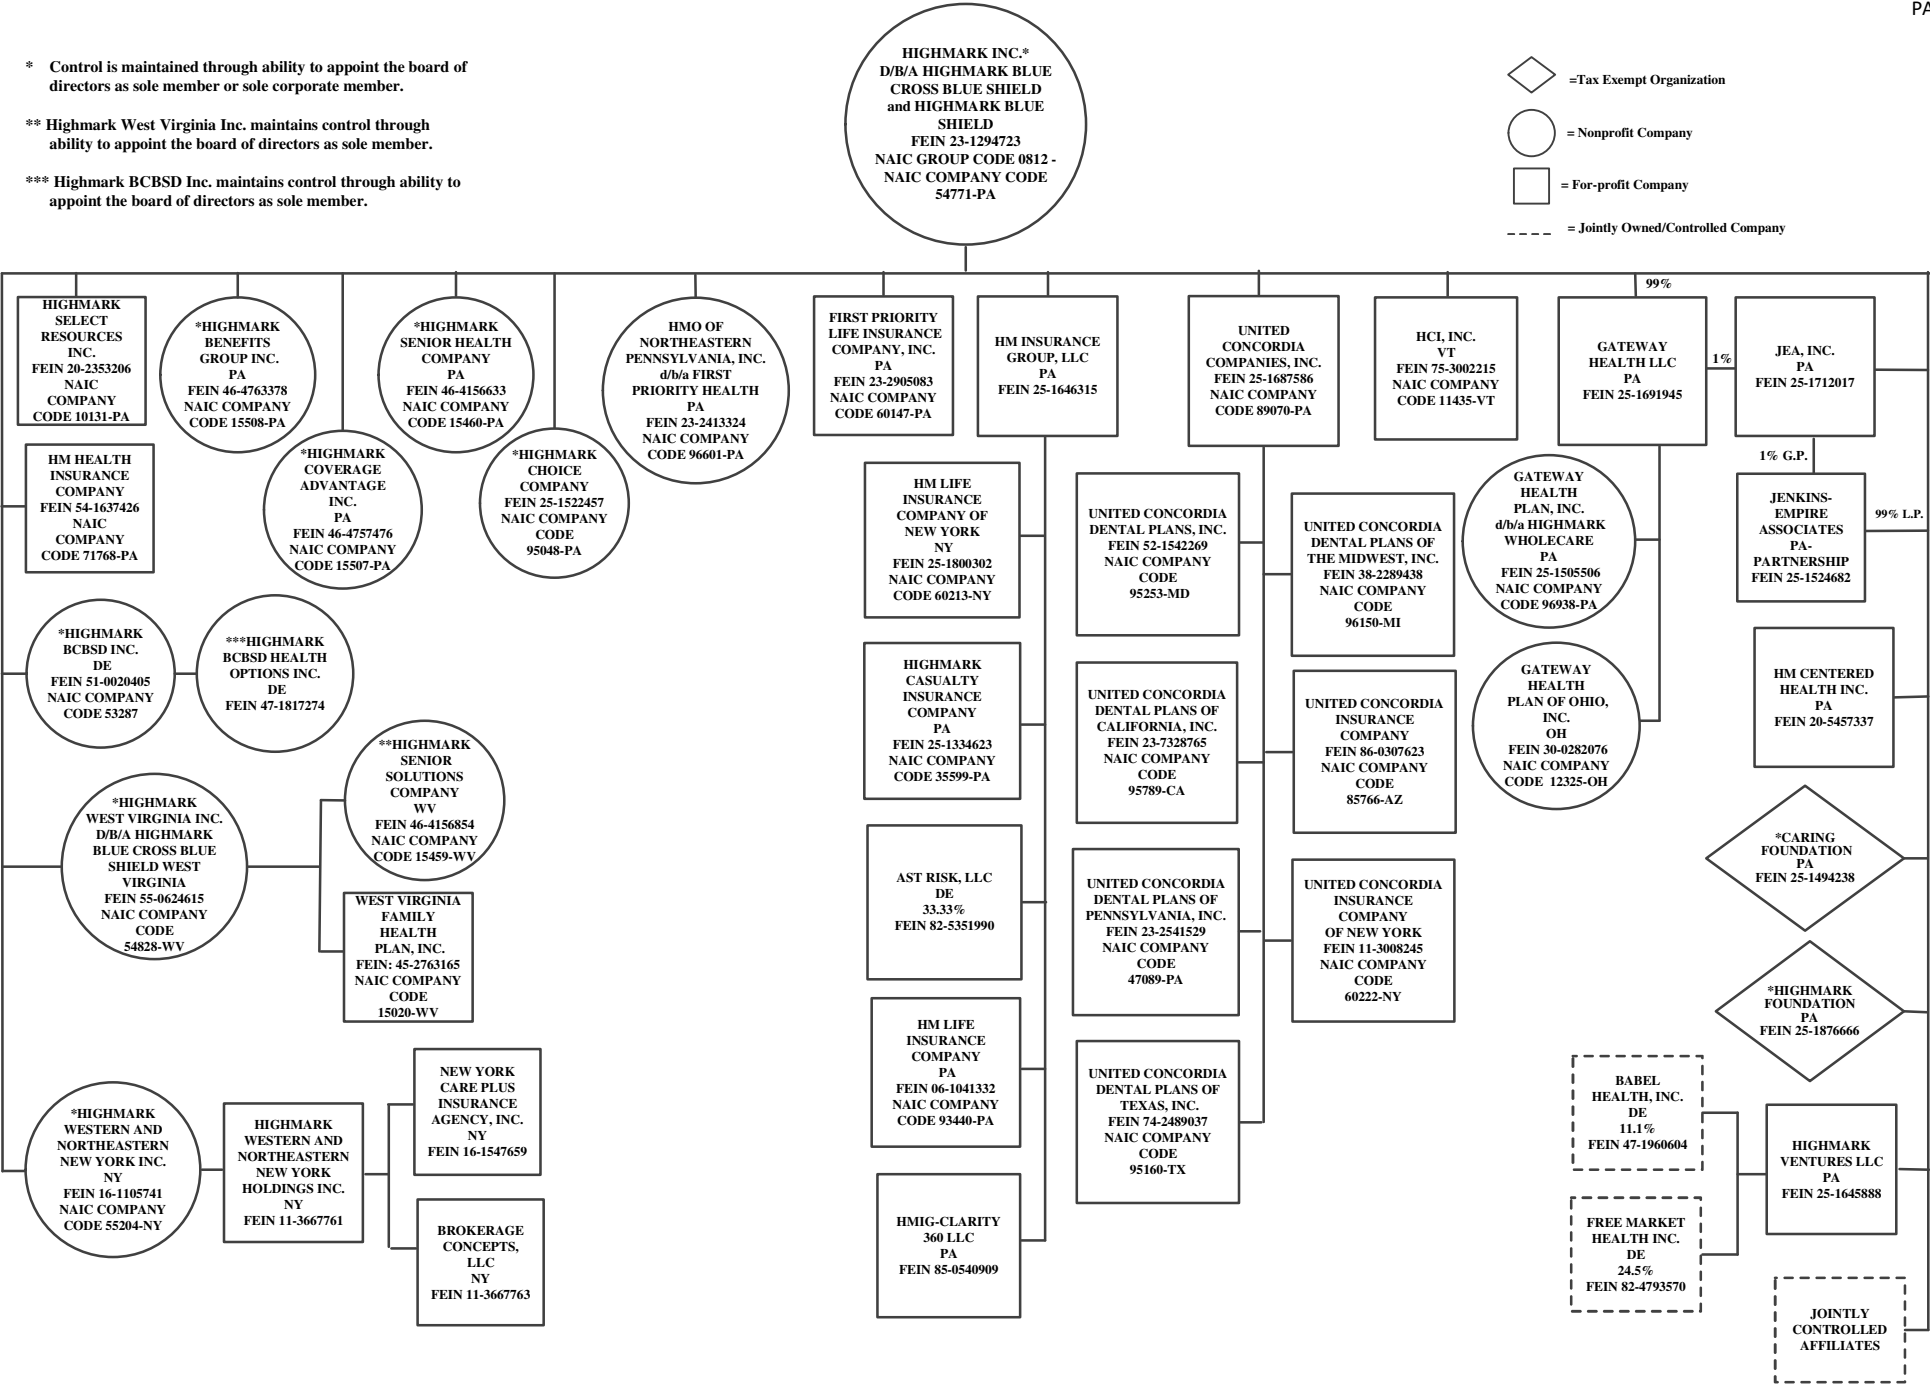 PA
HIGHMARK INC.*
D/B/A HIGHMARK BLUE
CROSS BLUE SHIELD
and HIGHMARK BLUE
SHIELD
FEIN 23-1294723
NAIC GROUP CODE 0812 -
NAIC COMPANY CODE
54771-PA
* Control is maintained through ability to appoint the board of
directors as sole member or sole corporate member.
** Highmark West Virginia Inc. maintains control through
ability to appoint the board of directors as sole member.
*** Highmark BCBSD Inc. maintains control through ability to
appoint the board of directors as sole member.
=Tax Exempt Organization
= Nonprofit Company
= For-profit Company
= Jointly Owned/Controlled Company
HIGHMARK
SELECT
RESOURCES
INC.
FEIN 20-2353206
NAIC
COMPANY
CODE 10131-PA
*HIGHMARK
BENEFITS
GROUP INC.
PA
FEIN 46-4763378
NAIC COMPANY
CODE 15508-PA
*HIGHMARK
SENIOR HEALTH
COMPANY
PA
FEIN 46-4156633
NAIC COMPANY
CODE 15460-PA
HMO OF
NORTHEASTERN
PENNSYLVANIA, INC.
d/b/a FIRST
PRIORITY HEALTH
PA
FEIN 23-2413324
NAIC COMPANY
CODE 96601-PA
FIRST PRIORITY
LIFE INSURANCE
COMPANY, INC.
PA
FEIN 23-2905083
NAIC COMPANY
CODE 60147-PA
HM INSURANCE
GROUP, LLC
PA
FEIN 25-1646315
UNITED
CONCORDIA
COMPANIES, INC.
FEIN 25-1687586
NAIC COMPANY
CODE 89070-PA
HCI, INC.
VT
FEIN 75-3002215
NAIC COMPANY
CODE 11435-VT
99%
GATEWAY
HEALTH LLC
PA
FEIN 25-1691945
1%
JEA, INC.
PA
FEIN 25-1712017
HM HEALTH
INSURANCE
COMPANY
FEIN 54-1637426
NAIC
COMPANY
CODE 71768-PA
*HIGHMARK
COVERAGE
ADVANTAGE
INC.
PA
FEIN 46-4757476
NAIC COMPANY
CODE 15507-PA
*HIGHMARK
CHOICE
COMPANY
FEIN 25-1522457
NAIC COMPANY
CODE
95048-PA
HM LIFE
INSURANCE
COMPANY OF
NEW YORK
NY
FEIN 25-1800302
NAIC COMPANY
CODE 60213-NY
UNITED CONCORDIA
DENTAL PLANS, INC.
FEIN 52-1542269
NAIC COMPANY
CODE
95253-MD
UNITED CONCORDIA
DENTAL PLANS OF
THE MIDWEST, INC.
FEIN 38-2289438
NAIC COMPANY
CODE
96150-MI
GATEWAY
HEALTH
PLAN, INC.
d/b/a HIGHMARK
WHOLECARE
PA
FEIN 25-1505506
NAIC COMPANY
CODE 96938-PA
1% G.P.
JENKINS-
EMPIRE
ASSOCIATES
PA-
PARTNERSHIP
FEIN 25-1524682
99% L.P.
*HIGHMARK
BCBSD INC.
DE
FEIN 51-0020405
NAIC COMPANY
CODE 53287
***HIGHMARK
BCBSD HEALTH
OPTIONS INC.
DE
FEIN 47-1817274
HIGHMARK
CASUALTY
INSURANCE
COMPANY
PA
FEIN 25-1334623
NAIC COMPANY
CODE 35599-PA
UNITED CONCORDIA
DENTAL PLANS OF
CALIFORNIA, INC.
FEIN 23-7328765
NAIC COMPANY
CODE
95789-CA
UNITED CONCORDIA
INSURANCE
COMPANY
FEIN 86-0307623
NAIC COMPANY
CODE
85766-AZ
GATEWAY
HEALTH
PLAN OF OHIO,
INC.
OH
FEIN 30-0282076
NAIC COMPANY
CODE 12325-OH
HM CENTERED
HEALTH INC.
PA
FEIN 20-5457337
*HIGHMARK
WEST VIRGINIA INC.
D/B/A HIGHMARK
BLUE CROSS BLUE
SHIELD WEST
VIRGINIA
FEIN 55-0624615
NAIC COMPANY
CODE
54828-WV
**HIGHMARK
SENIOR
SOLUTIONS
COMPANY
WV
FEIN 46-4156854
NAIC COMPANY
CODE 15459-WV
WEST VIRGINIA
FAMILY
HEALTH
PLAN, INC.
FEIN: 45-2763165
NAIC COMPANY
CODE
15020-WV
AST RISK, LLC
DE
33.33%
FEIN 82-5351990
UNITED CONCORDIA
DENTAL PLANS OF
PENNSYLVANIA, INC.
FEIN 23-2541529
NAIC COMPANY
CODE
47089-PA
UNITED CONCORDIA
INSURANCE
COMPANY
OF NEW YORK
FEIN 11-3008245
NAIC COMPANY
CODE
60222-NY
*CARING
FOUNDATION
PA
FEIN 25-1494238
*HIGHMARK
FOUNDATION
PA
FEIN 25-1876666
HM LIFE
INSURANCE
COMPANY
PA
FEIN 06-1041332
NAIC COMPANY
CODE 93440-PA
UNITED CONCORDIA
DENTAL PLANS OF
TEXAS, INC.
FEIN 74-2489037
NAIC COMPANY
CODE
95160-TX
*HIGHMARK
WESTERN AND
NORTHEASTERN
NEW YORK INC.
NY
FEIN 16-1105741
NAIC COMPANY
CODE 55204-NY
HIGHMARK
WESTERN AND
NORTHEASTERN
NEW YORK
HOLDINGS INC.
NY
FEIN 11-3667761
NEW YORK
CARE PLUS
INSURANCE
AGENCY, INC.
NY
FEIN 16-1547659
BROKERAGE
CONCEPTS,
LLC
NY
FEIN 11-3667763
HMIG-CLARITY
360 LLC
PA
FEIN 85-0540909
BABEL
HEALTH, INC.
DE
11.1%
FEIN 47-1960604
HIGHMARK
VENTURES LLC
PA
FEIN 25-1645888
FREE MARKET
HEALTH INC.
DE
24.5%
FEIN 82-4793570
JOINTLY
CONTROLLED
AFFILIATES